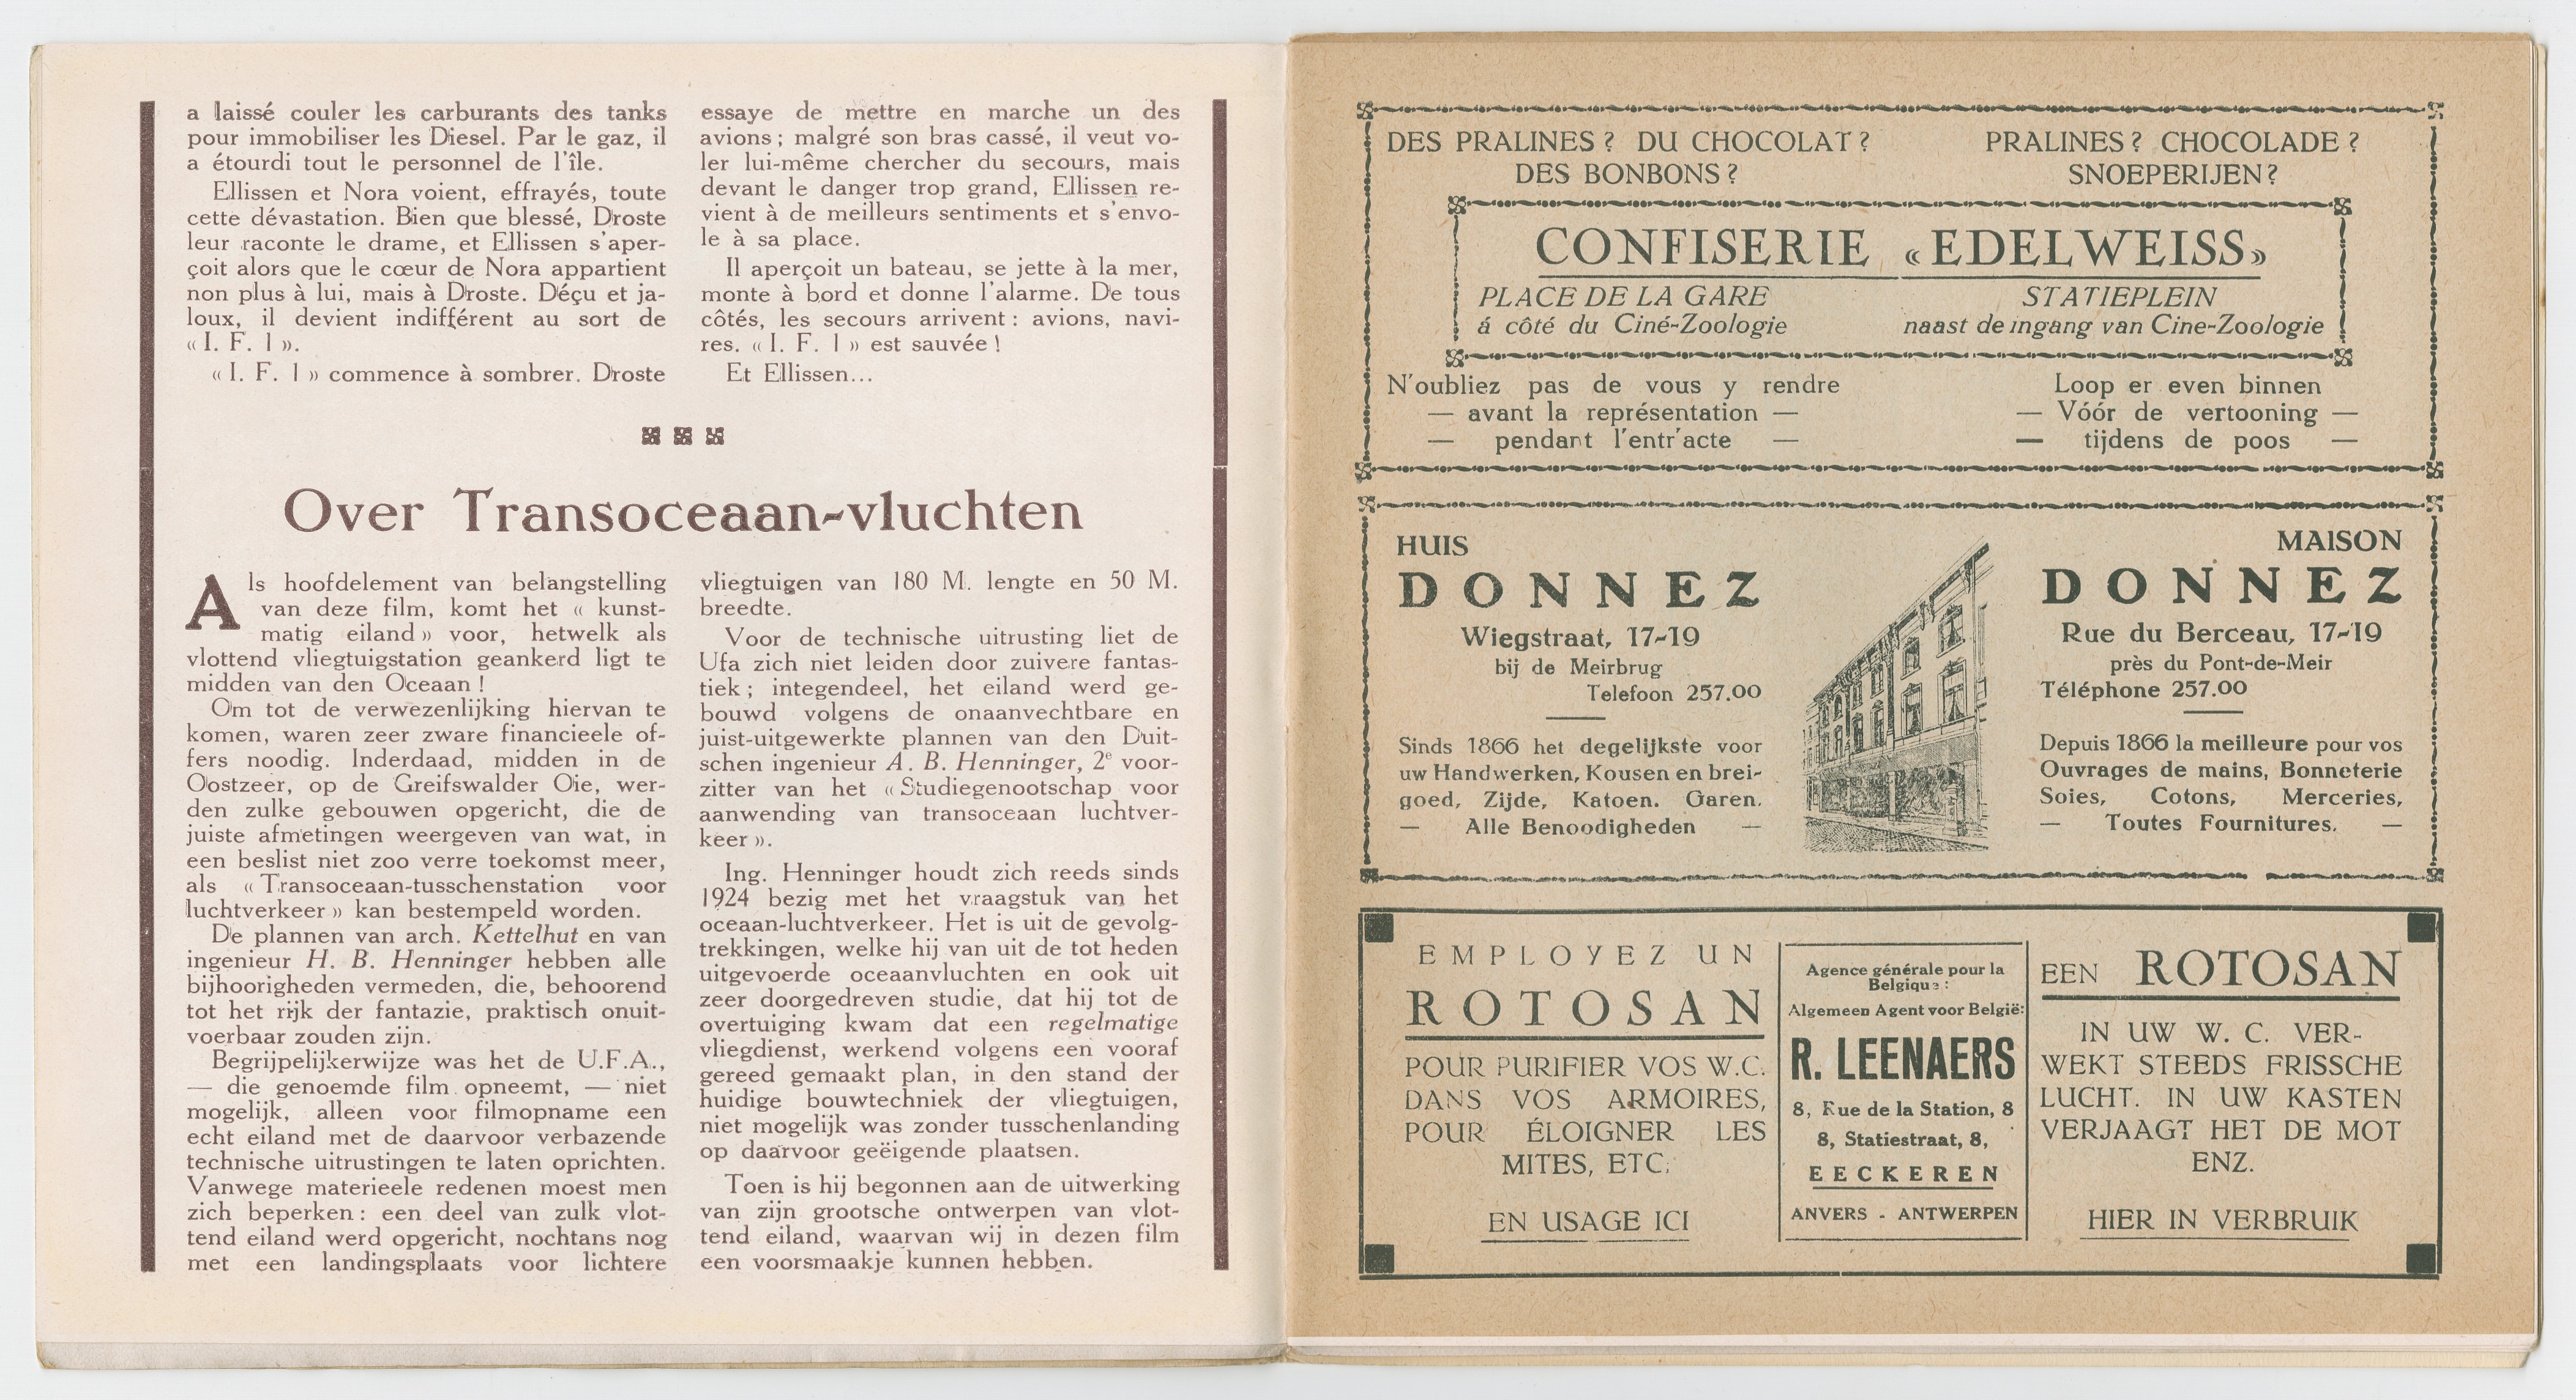 a laissé couler les carburants des tanks
pour immobiliser les Diesel. Par le gaz, il
a étourdi tout le personnel de l'île.
Ellissen et Nora voient, effrayés, toute
cette dévastation. Bien que blessé, Droste
leur raconte le drame, et Ellissen s'aper-
çoit alors que le cœur de Nora appartient
non plus à lui, mais à Droste. Déçu et ja-
loux, il devient indifférent au sort de
« I. F. 1 ».
« I. F. 1 » commence à sombrer. Droste
essaye de mettre en marche un des
avions ; malgré son bras cassé, il veut vo-
ler lui-même chercher du secours, mais
devant le danger trop grand, Ellissen re-
vient à de meilleurs sentiments et s'envo-
le à sa place.
Il aperçoit un bateau, se jette à la mer,
monte à bord et donne l'alarme. De tous
côtés, les secours arrivent : avions, navi-
res. « I. F. 1 » est sauvée !
Et Ellissen...
Over Transoceaan-vluchten
Als hoofdelement van belangstelling
van deze film, komt het « kunst-
matig eiland » voor, hetwelk als
vlottend vliegtuigstation geankerd ligt te
midden van den Oceaan !
Om tot de verwezenlijking hiervan te
komen, waren zeer zware financieele of-
fers noodig. Inderdaad, midden in de
Oostzeer, op de Greifswalder Oie, wer-
den zulke gebouwen opgericht, die de
juiste afmetingen weergeven van wat, in
een beslist niet zoo verre toekomst meer,
als « Transoceaan-tusschenstation voor
luchtverkeer » kan bestempeld worden.
De plannen van arch. Kettelhut en van
ingenieur H. B. Henninger hebben alle
bijhoorigheden vermeden, die, behoorend
tot het rijk der fantazie, praktisch onuit-
voerbaar zouden zijn.
Begrijpelijkerwijze was het de U.F.A.,
— die genoemde film opneemt, — niet
mogelijk, alleen voor filmopname een
echt eiland met de daarvoor verbazende
technische uitrustingen te laten oprichten.
Vanwege materieele redenen moest men
zich beperken : een deel van zulk vlot-
tend eiland werd opgericht, nochtans nog
met een landingsplaats voor lichtere
vliegtuigen van 180 M. lengte en 50 M.
breedte.
Voor de technische uitrusting liet de
Ufa zich niet leiden door zuivere fantas-
tiek ; integendeel, het eiland werd ge-
bouwd volgens de onaanvechtbare en
juist-uitgewerkte plannen van den Duit-
schen ingenieur A. B. Henninger, 2e voor-
zitter van het « Studiegenootschap voor
aanwending van transoceaan luchtver-
keer ».
Ing. Henninger houdt zich reeds sinds
1924 bezig met het vraagstuk van het
oceaan-luchtverkeer. Het is uit de gevolg-
trekkingen, welke hij van uit de tot heden
uitgevoerde oceaanvluchten en ook uit
zeer doorgedreven studie, dat hij tot de
overtuiging kwam dat een regelmatige
vliegdienst, werkend volgens een vooraf
gereed gemaakt plan, in den stand der
huidige bouwtechniek der vliegtuigen,
niet mogelijk was zonder tusschenlanding
op daarvoor geëigende plaatsen.
Toen is hij begonnen aan de uitwerking
van zijn grootsche ontwerpen van vlot-
tend eiland, waarvan wij in dezen film
een voorsmaakje kunnen hebben.
DES PRALINES ? DU CHOCOLAT ?
DES BONBONS ?
PRALINES ? CHOCOLADE ?
SNOEPERIJEN ?
CONFISERIE « EDELWEISS »
PLACE DE LA GARE
á côté du Ciné-Zoologie
STATIEPLEIN
naast de ingang van Cine-Zoologie
N'oubliez pas de vous y rendre
— avant la représentation —
— pendant l'entr'acte —
Loop er even binnen
— Vóór de vertooning —
— tijdens de poos —
HUIS
DONNEZ
Wiegstraat, 17-19
bij de Meirbrug
Telefoon 257.00
Sinds 1866 het degelijkste voor
uw Handwerken, Kousen en brei-
goed, Zijde, Katoen. Garen.
— Alle Benoodigheden —
MAISON
DONNEZ
Rue du Berceau, 17-19
près du Pont-de-Meir
Téléphone 257.00
Depuis 1866 la meilleure pour vos
Ouvrages de mains, Bonneterie
Soies, Cotons, Merceries,
— Toutes Fournitures. —
EMPLOYEZ UN
ROTOSAN
POUR PURIFIER VOS W.C.
DANS VOS ARMOIRES,
POUR ÉLOIGNER LES
MITES, ETC.
EN USAGE ICI
Agence générale pour la
Belgique :
Algemeen Agent voor België:
R. LEENAERS
8, Rue de la Station, 8
8, Statiestraat, 8,
EECKEREN
ANVERS - ANTWERPEN
EEN ROTOSAN
IN UW W. C. VER-
WEKT STEEDS FRISSCHE
LUCHT. IN UW KASTEN
VERJAAGT HET DE MOT
ENZ.
HIER IN VERBRUIK